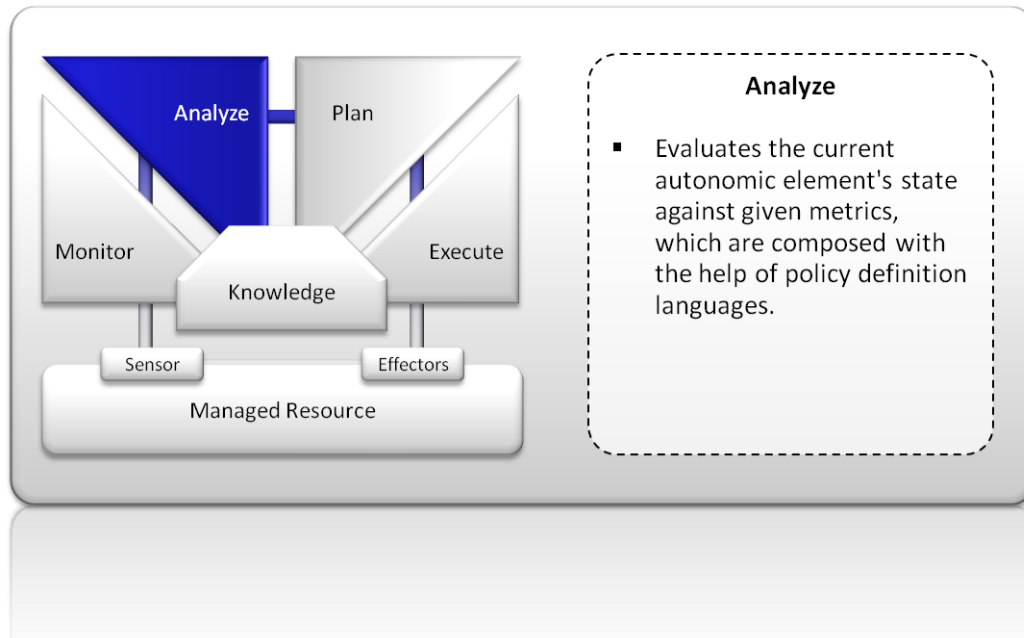 Analyze
Plan
Monitor
Execute
Knowledge
Sensor
Effectors
Managed Resource
Analyze
▪ Evaluates the current
autonomic element's state
against given metrics,
which are composed with
the help of policy definition
languages.